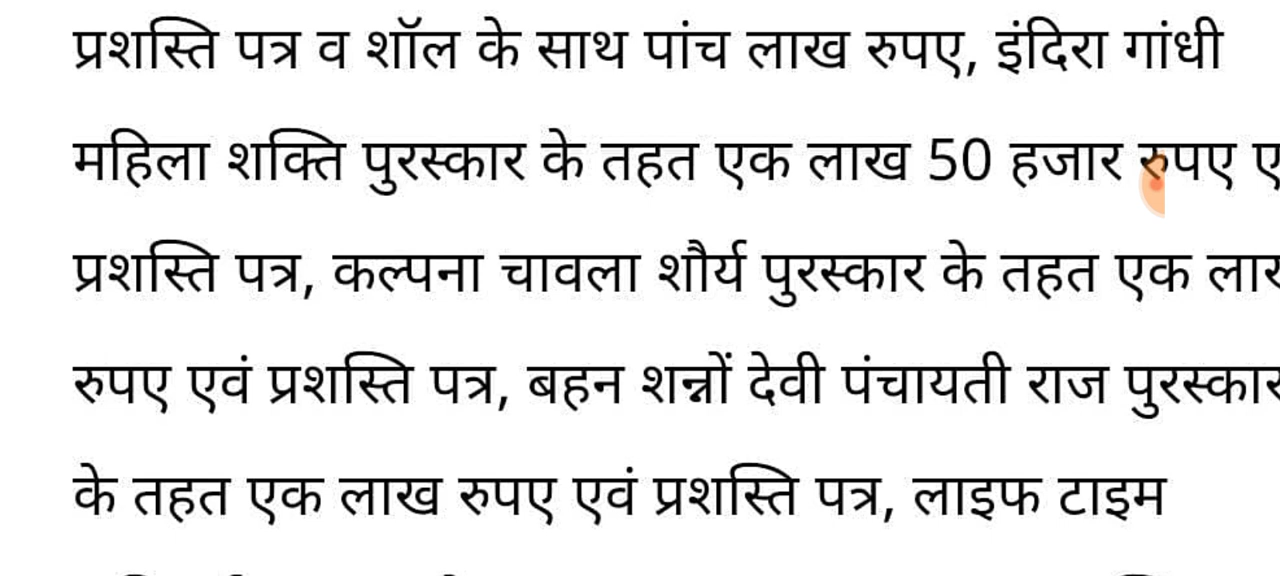 प्रशस्ति पत्र व शॉल के साथ पांच लाख रुपए, इंदिरा गांधी
महिला शक्ति पुरस्कार के तहत एक लाख 50 हजार रुपए
प्रशस्ति पत्र, कल्पना चावला शौर्य पुरस्कार के तहत एक
रुपए एवं प्रशस्ति पत्र, बहन शन्नों देवी पंचायती राज पुरस्कार
के तहत एक लाख रुपए एवं प्रशस्ति पत्र, लाइफ टाइम